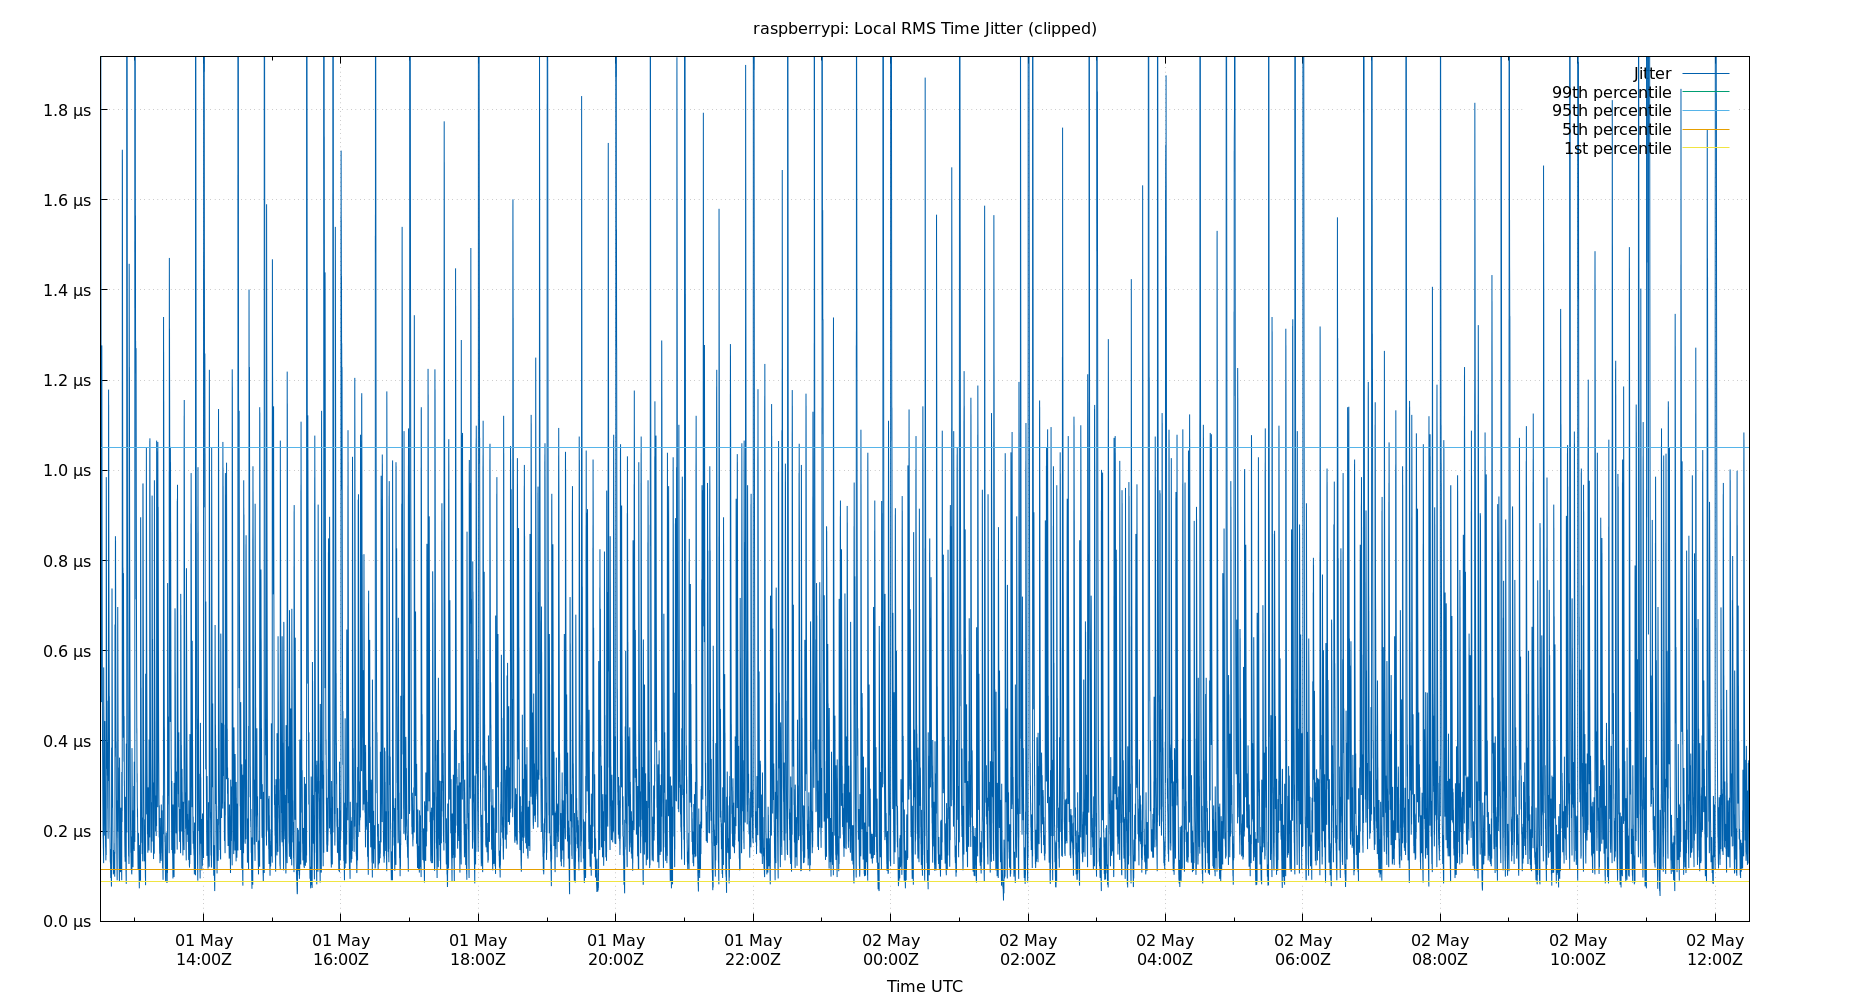 raspberrypi: Local RMS Time Jitter (clipped)
Jitter
99th percentile
95th percentile
5th percentile
1st percentile
1.8 µs
1.6 µs
1.4 µs
1.2 µs
1.0 µs
0.8 µs
0.6 µs
0.4 µs
0.2 µs
0.0 µs
01 May 01 May 01 May 01 May 01 May 02 May 02 May 02 May 02 May 02 May 02 May 02 May
14:00Z 16:00Z 18:00Z 20:00Z 22:00Z 00:00Z 02:00Z 04:00Z 06:00Z 08:00Z 10:00Z 12:00Z
Time UTC